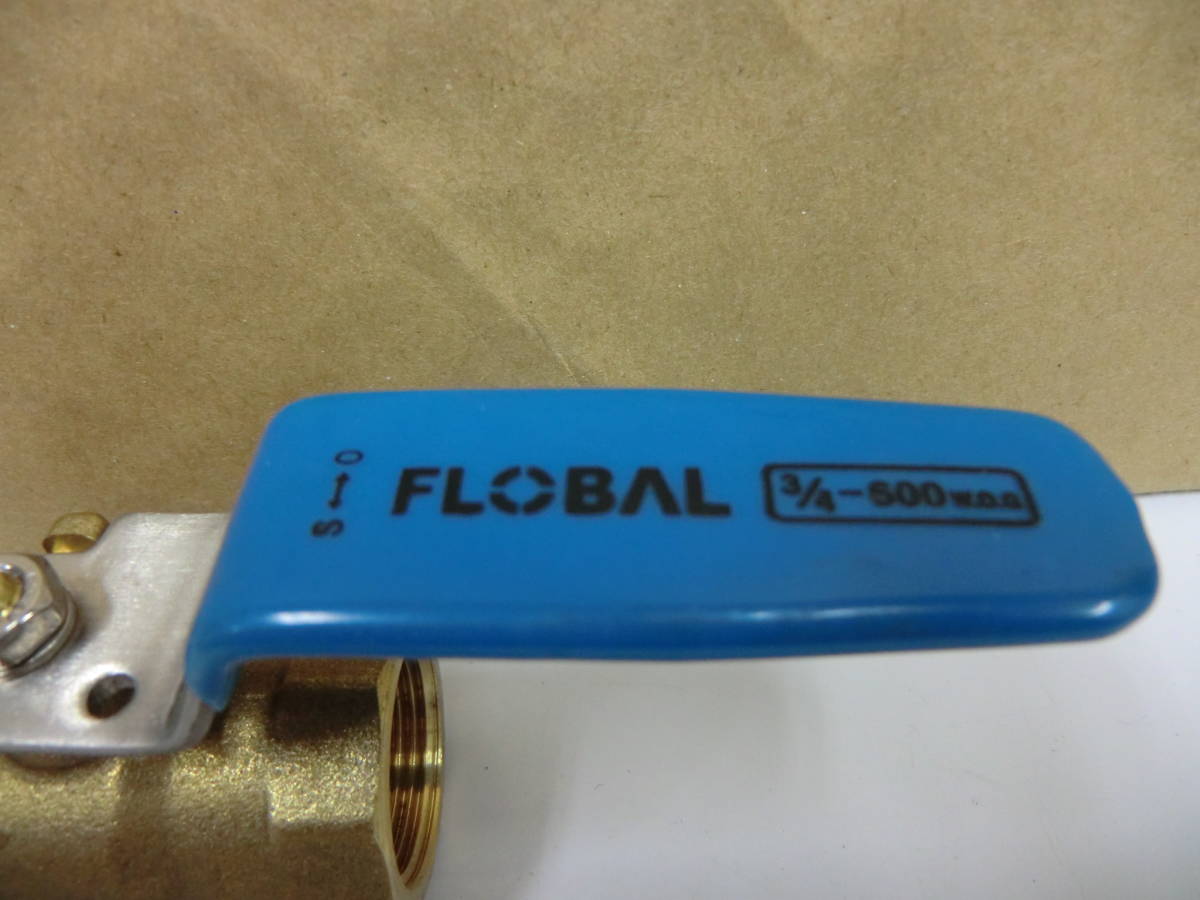 S ↔ O
FLOBAL
3/4-600 W.O.G